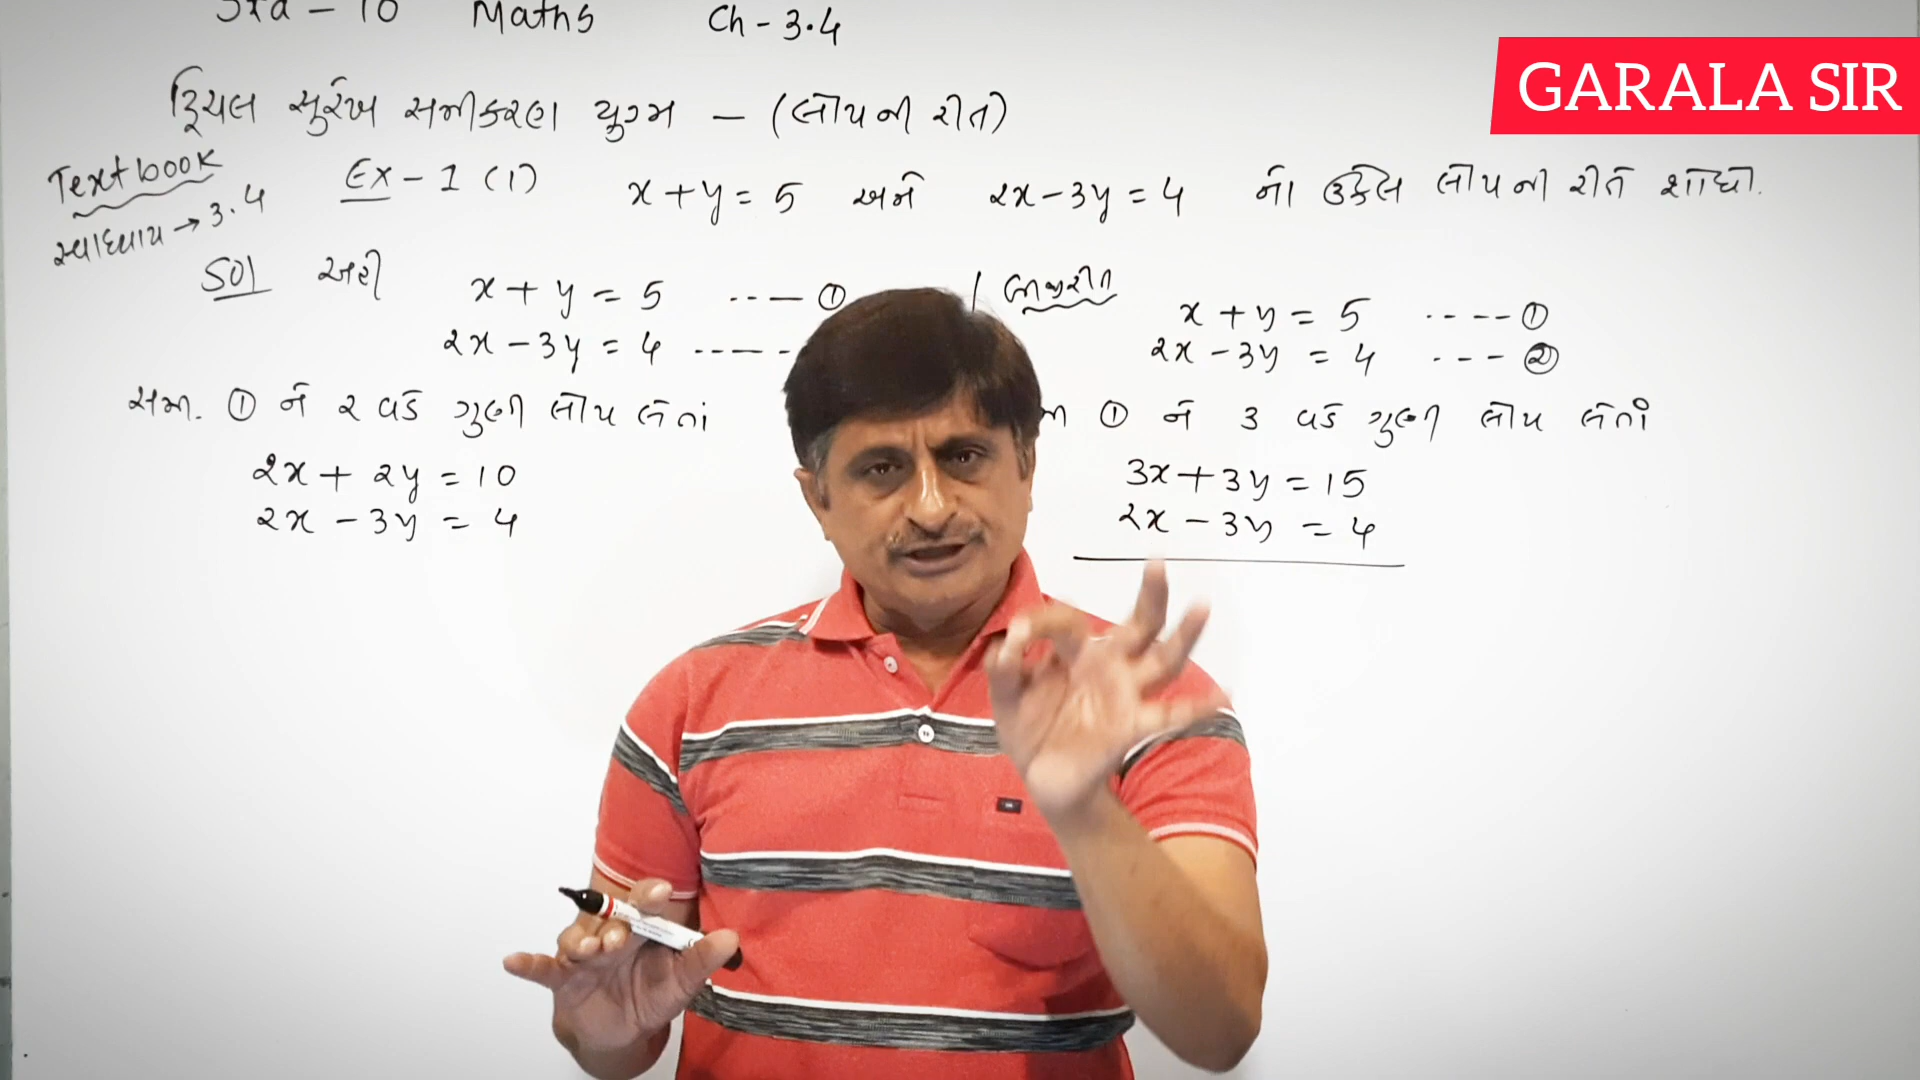 Std - 10 Maths Ch - 3.4
GARALA SIR
દ્વિચલ સુરેખ સમીકરણ યુગ્મ - (લોપની રીત)
Textbook
સ્વાધ્યાય → 3.4
Ex - 1 (1) x + y = 5 અને 2x - 3y = 4 ના ઉકેલ લોપની રીતે શોધો.
Sol અહી
x + y = 5 ---- ①
2x - 3y = 4 -----
સમ. ① ને 2 વડે ગુણી લોપ લેતાં
2x + 2y = 10
2x - 3y = 4
બીજીરીત
x + y = 5 ---- ①
2x - 3y = 4 --- ②
① ને 3 વડે ગુણી લોપ લેતાં
3x + 3y = 15
2x - 3y = 4